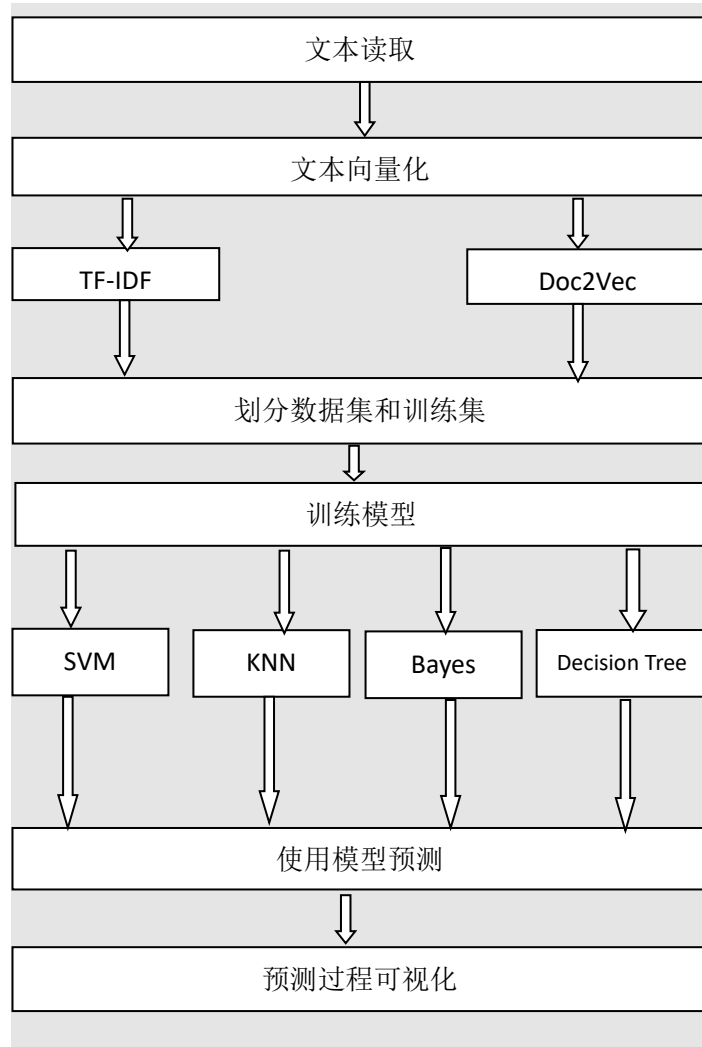 文本读取
文本向量化
TF-IDF
Doc2Vec
划分数据集和训练集
训练模型
SVM
KNN
Bayes
Decision Tree
使用模型预测
预测过程可视化